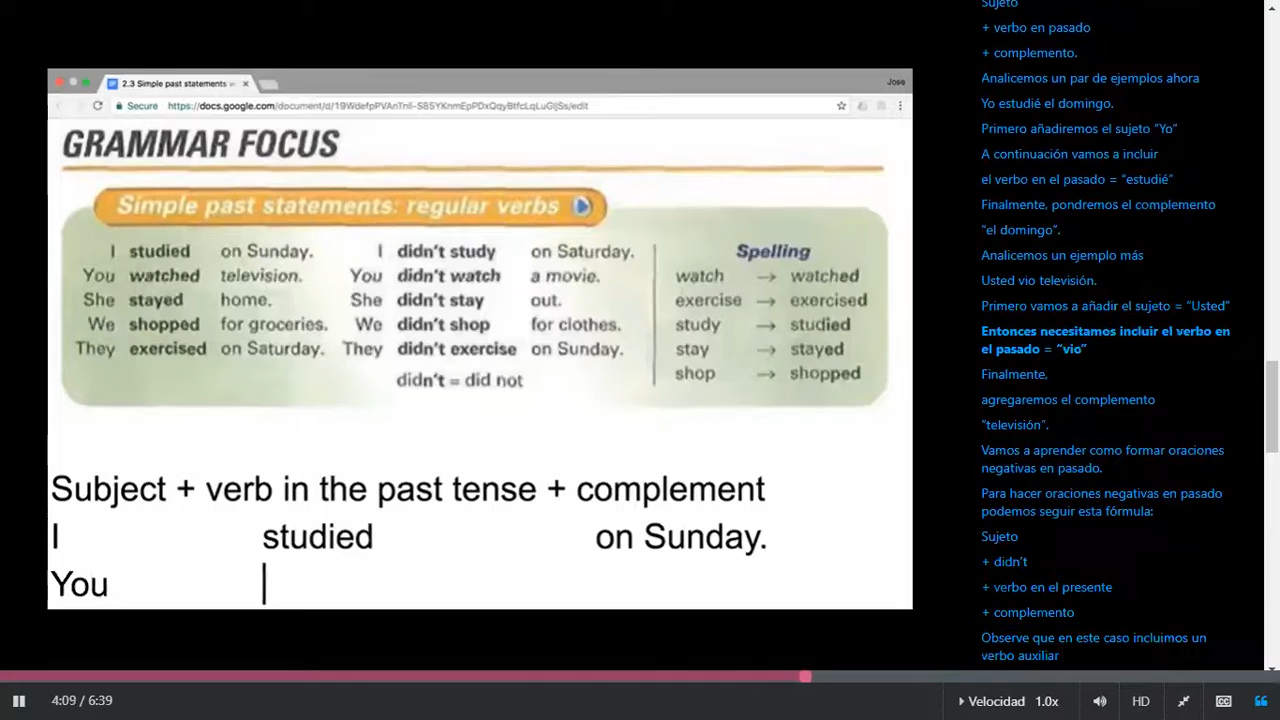 2.3 Simple past statements
Jose
Secure https://docs.google.com/document/d/19WdefpPVAnTnIl-S85YKnmEpPDxQqyBtfcLqLuGIjSs/edit
GRAMMAR FOCUS
Simple past statements: regular verbs
I studied on Sunday. I didn't study on Saturday. Spelling
You watched television. You didn't watch a movie. watch → watched
She stayed home. She didn't stay out. exercise → exercised
We shopped for groceries. We didn't shop for clothes. study → studied
They exercised on Saturday. They didn't exercise on Sunday. stay → stayed
didn't = did not shop → shopped
Subject + verb in the past tense + complement
I studied on Sunday.
You
Sujeto
+ verbo en pasado
+ complemento.
Analicemos un par de ejemplos ahora
Yo estudié el domingo.
Primero añadiremos el sujeto "Yo"
A continuación vamos a incluir
el verbo en el pasado = "estudié"
Finalmente, pondremos el complemento
"el domingo".
Analicemos un ejemplo más
Usted vio televisión.
Primero vamos a añadir el sujeto = "Usted"
Entonces necesitamos incluir el verbo en
el pasado = "vio"
Finalmente,
agregaremos el complemento
"televisión".
Vamos a aprender como formar oraciones
negativas en pasado.
Para hacer oraciones negativas en pasado
podemos seguir esta fórmula:
Sujeto
+ didn't
+ verbo en el presente
+ complemento
Observe que en este caso incluimos un
verbo auxiliar
4:09 / 6:39
Velocidad 1.0x
HD
CC